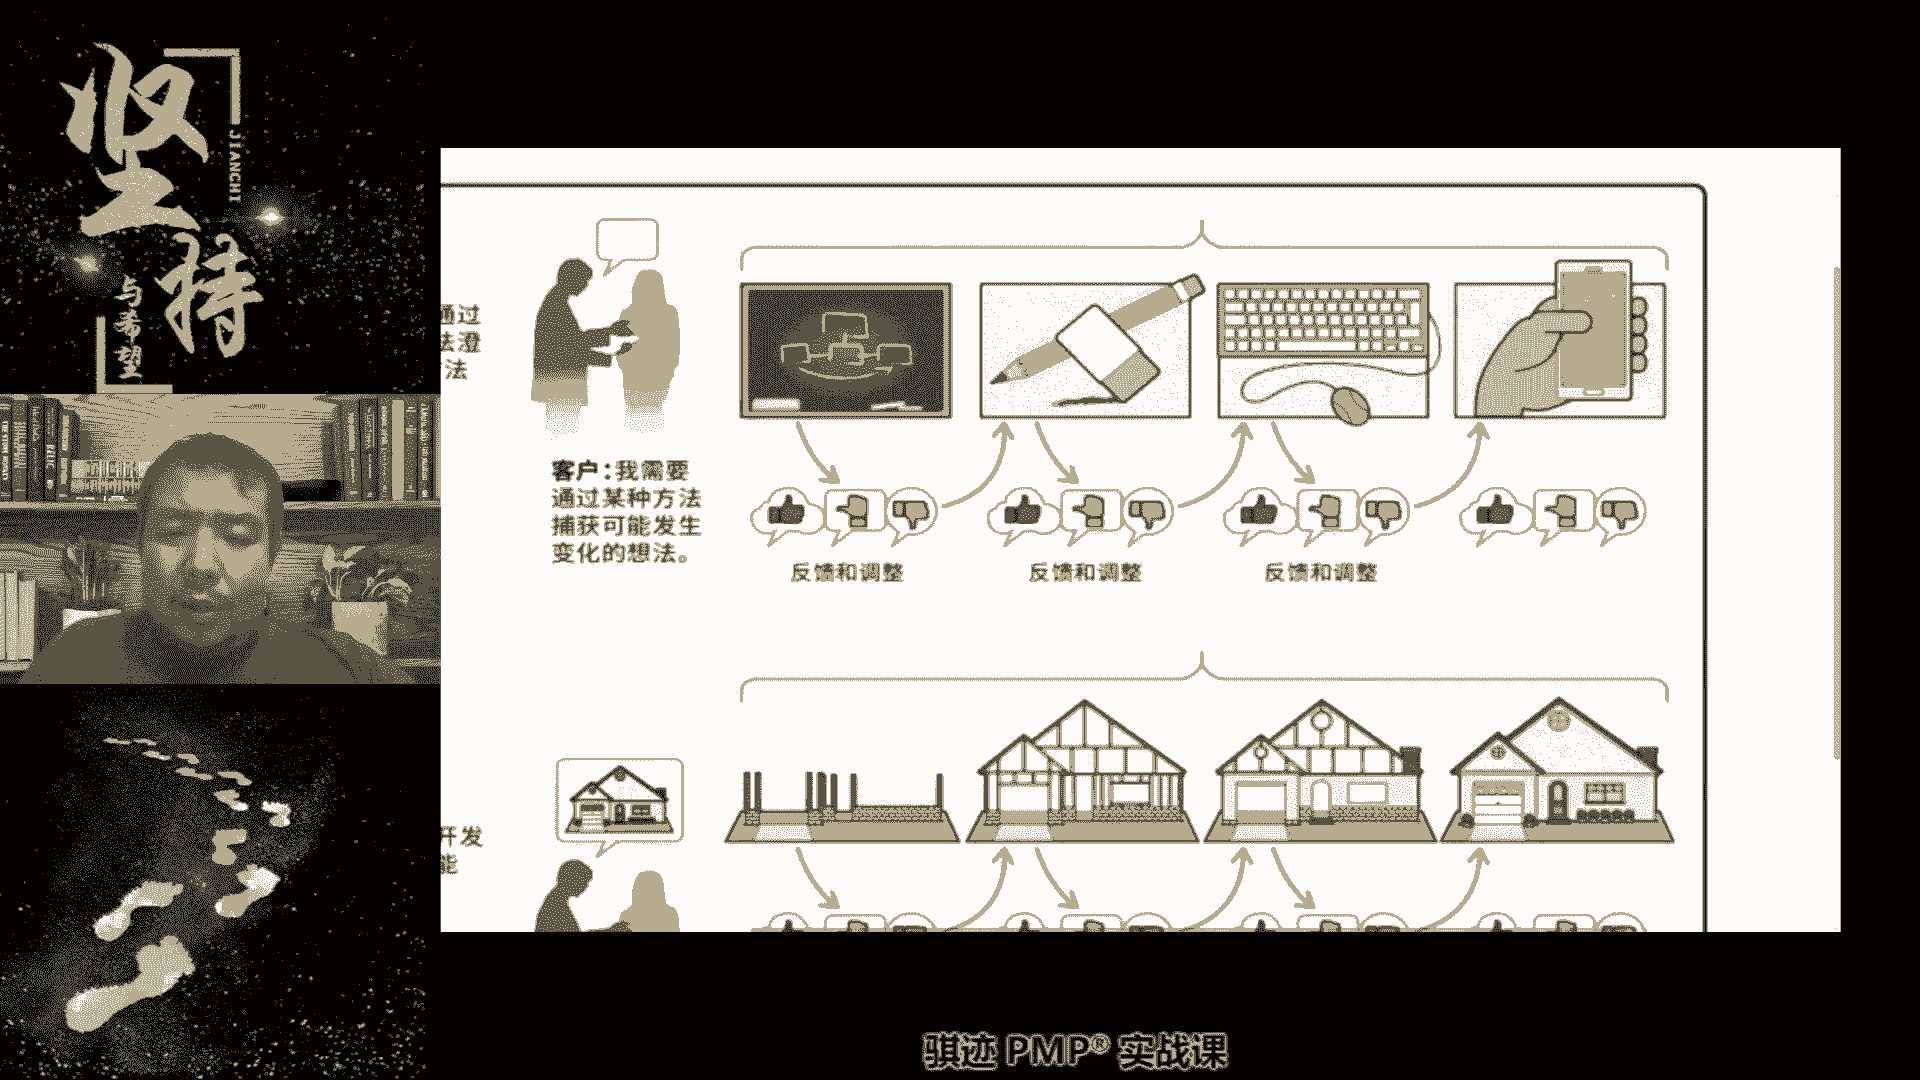 坚持
JIANCHI
与希望
通过
法澄
法
客户：我需要
通过某种方法
捕获可能发生
变化的想法。
反馈和调整
反馈和调整
反馈和调整
开发
能
骐迹 PMP® 实战课